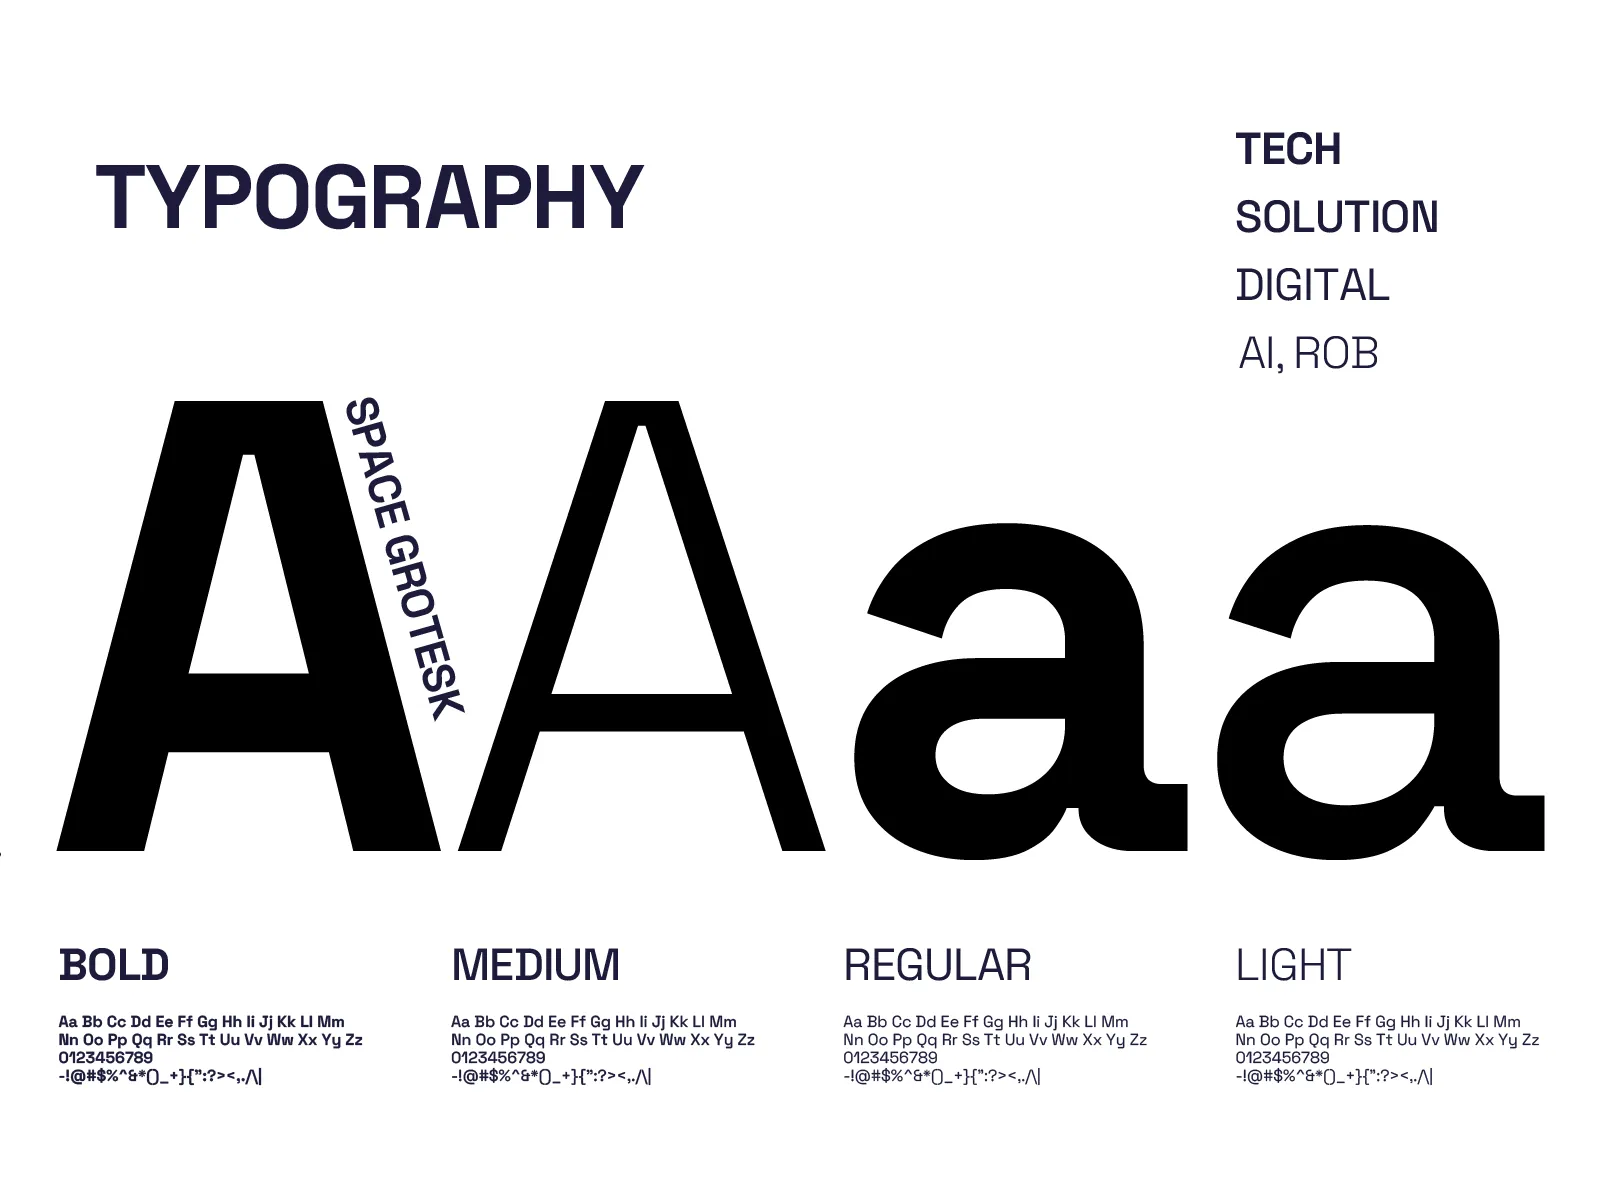 TYPOGRAPHY
TECH
SOLUTION
DIGITAL
AI, ROB
SPACE GROTESK
A A a a
BOLD
Aa Bb Cc Dd Ee Ff Gg Hh Ii Jj Kk Ll Mm
Nn Oo Pp Qq Rr Ss Tt Uu Vv Ww Xx Yy Zz
0123456789
-!@#$%^&*()_+}{":?><,./\|
MEDIUM
Aa Bb Cc Dd Ee Ff Gg Hh Ii Jj Kk Ll Mm
Nn Oo Pp Qq Rr Ss Tt Uu Vv Ww Xx Yy Zz
0123456789
-!@#$%^&*()_+}{":?><,./\|
REGULAR
Aa Bb Cc Dd Ee Ff Gg Hh Ii Jj Kk Ll Mm
Nn Oo Pp Qq Rr Ss Tt Uu Vv Ww Xx Yy Zz
0123456789
-!@#$%^&*()_+}{":?><,./\|
LIGHT
Aa Bb Cc Dd Ee Ff Gg Hh Ii Jj Kk Ll Mm
Nn Oo Pp Qq Rr Ss Tt Uu Vv Ww Xx Yy Zz
0123456789
-!@#$%^&*()_+}{":?><,./\|